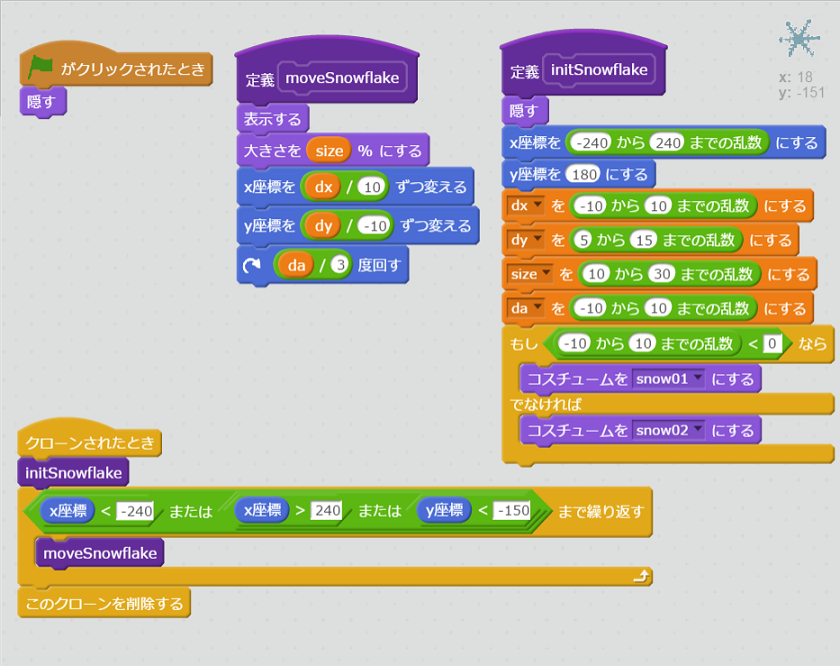 がクリックされたとき
隠す
定義 moveSnowflake
表示する
大きさを size % にする
x座標を dx / 10 ずつ変える
y座標を dy / -10 ずつ変える
da / 3 度回す
定義 initSnowflake
隠す
x座標を -240 から 240 までの乱数 にする
y座標を 180 にする
dx を -10 から 10 までの乱数 にする
dy を 5 から 15 までの乱数 にする
size を 10 から 30 までの乱数 にする
da を -10 から 10 までの乱数 にする
もし -10 から 10 までの乱数 < 0 なら
コスチュームを snow01 にする
でなければ
コスチュームを snow02 にする
x: 18
y: -151
クローンされたとき
initSnowflake
x座標 < -240 または x座標 > 240 または y座標 < -150 まで繰り返す
moveSnowflake
このクローンを削除する